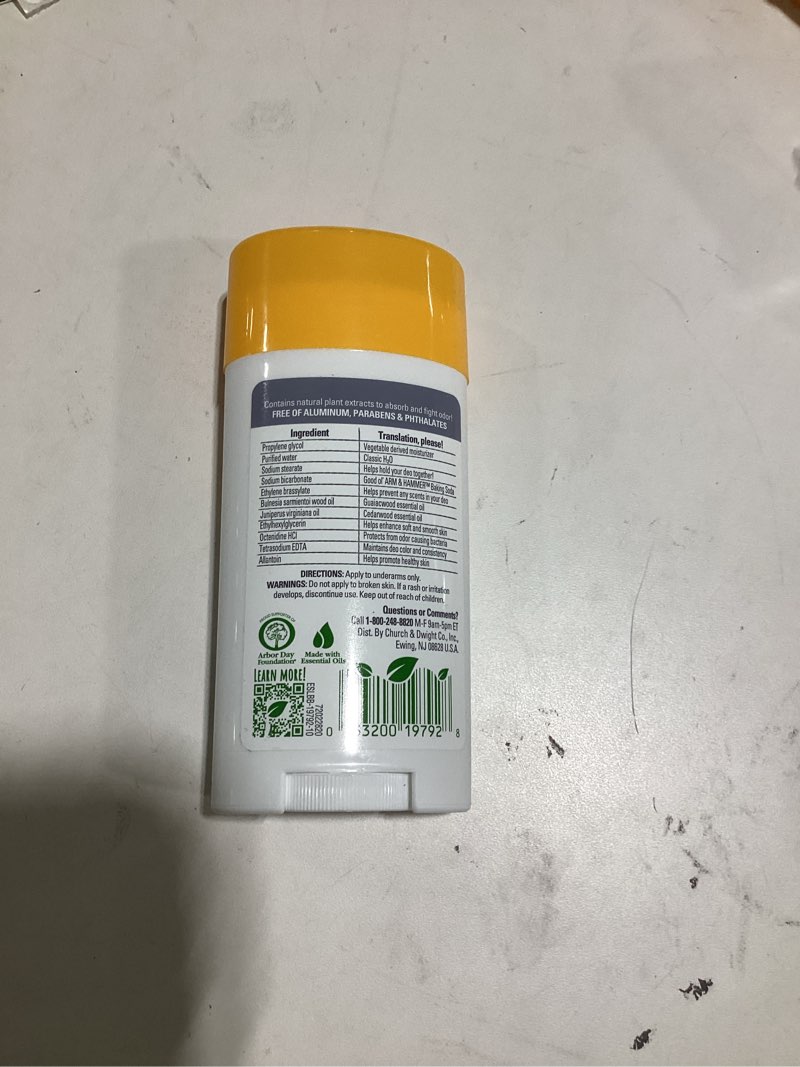 Contains natural plant extracts to absorb and fight odor!
FREE OF ALUMINUM, PARABENS & PHTHALATES
Ingredient Translation, please!
Propylene glycol Vegetable derived moisturizer
Purified water Classic H₂O
Sodium stearate Helps hold your deo together!
Sodium bicarbonate Good ol' ARM & HAMMER™ Baking Soda
Ethylene brassylate Helps prevent any scents in your deo
Bulnesia sarmientoi wood oil Guaiacwood essential oil
Juniperus virginiana oil Cedarwood essential oil
Ethylhexylglycerin Helps enhance soft and smooth skin
Octenidine HCl Protects from odor causing bacteria
Tetrasodium EDTA Maintains deo color and consistency
Allantoin Helps promote healthy skin
DIRECTIONS: Apply to underarms only.
WARNINGS: Do not apply to broken skin. If a rash or irritation
develops, discontinue use. Keep out of reach of children.
Questions or Comments?
Call 1-800-248-8820 M-F 9am-5pm ET
Dist. By Church & Dwight Co., Inc.,
Ewing, NJ 08628 U.S.A.
PROUD SUPPORTER OF
Arbor Day
Foundation®
Made with
Essential Oils
LEARN MORE!
ESLBB-19792-10
72022820
0 33200 19792 8